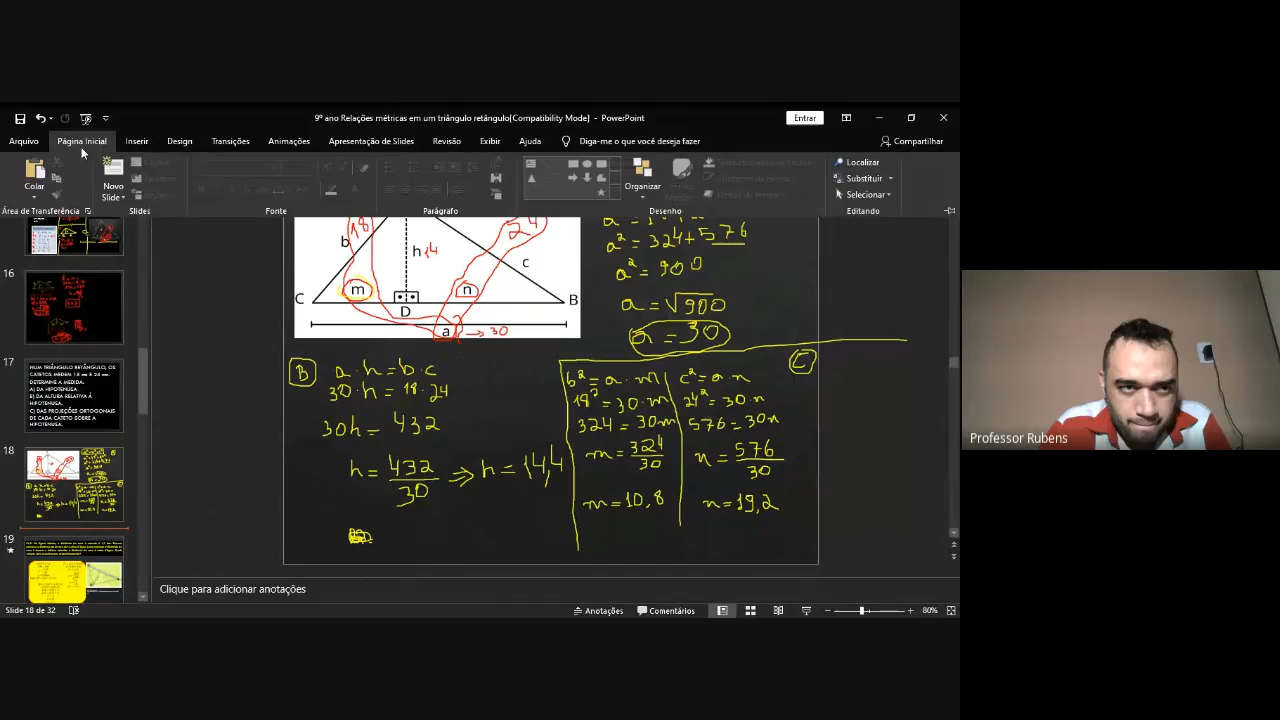 9º ano Relações métricas em um triângulo retângulo[Compatibility Mode] – PowerPoint
Entrar
Arquivo Página Inicial Inserir Design Transições Animações Apresentação de Slides Revisão Exibir Ajuda Diga-me o que você deseja fazer Compartilhar
Colar
Novo
Slide
Organizar
Localizar
Substituir
Selecionar
Área de Transferência Slides Fonte Parágrafo Desenho Editando
16
17
NUM TRIÂNGULO RETÂNGULO, OS
CATETOS MEDEM 18 cm E 24 cm.
DETERMINE A MEDIDA.
A) DA HIPOTENUSA.
B) DA ALTURA RELATIVA Á
HIPOTENUSA.
C) DAS PROJEÇÕES ORTOGONAIS
DE CADA CATETO SOBRE A
HIPOTENUSA.
18
19
18
24
b
h 14
c
m
n
C
D
B
a → 30
a² = 324 + 576
a² = 900
a = √900
a = 30
B
a · h = b · c
30 · h = 18 · 24
30h = 432
h = 432/30 ⇒ h = 14,4
b² = a · m
18² = 30 · m
324 = 30m
m = 324/30
m = 10,8
c² = a · n
24² = 30 · n
576 = 30n
n = 576/30
n = 19,2
C
Professor Rubens
Clique para adicionar anotações
Slide 18 de 32
Anotações Comentários 80%